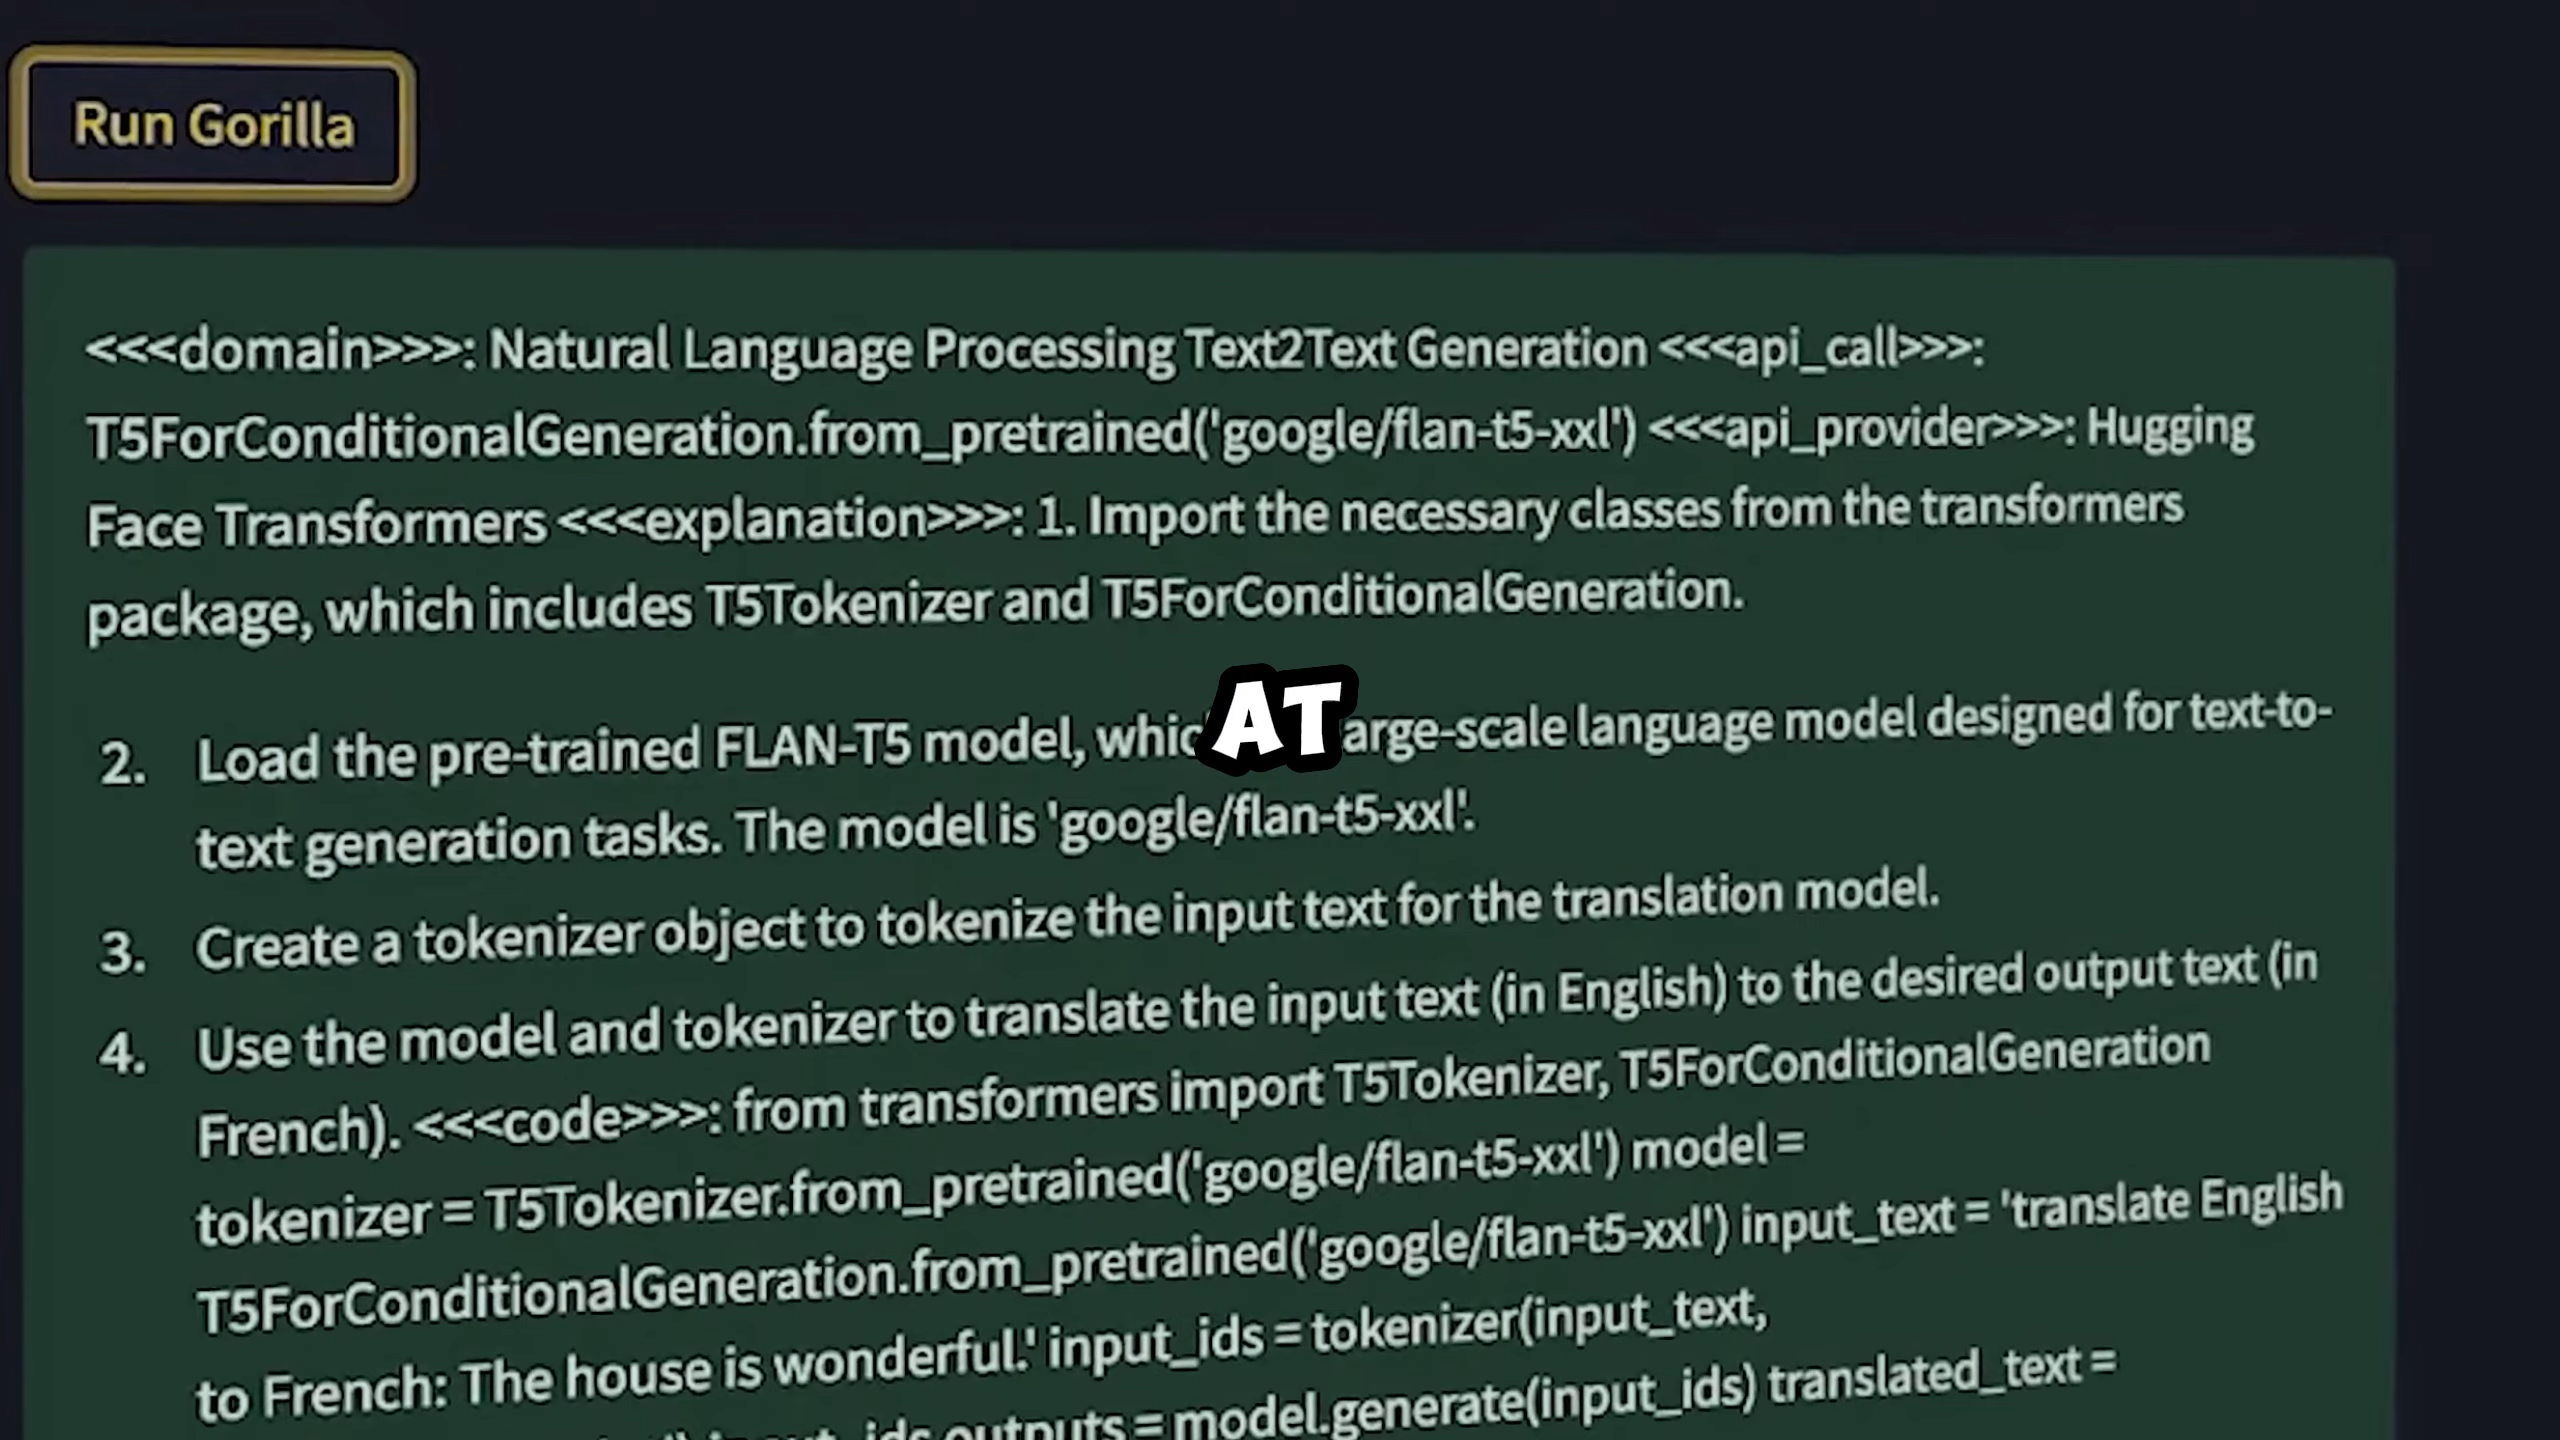 Run Gorilla
<<<domain>>>: Natural Language Processing Text2Text Generation <<<api_call>>>:
T5ForConditionalGeneration.from_pretrained('google/flan-t5-xxl') <<<api_provider>>>: Hugging
Face Transformers <<<explanation>>>: 1. Import the necessary classes from the transformers
package, which includes T5Tokenizer and T5ForConditionalGeneration.
2. Load the pre-trained FLAN-T5 model, AT language model designed for text-to-
text generation tasks. The model is 'google/flan-t5-xxl'.
3. Create a tokenizer object to tokenize the input text for the translation model.
4. Use the model and tokenizer to translate the input text (in English) to the desired output text (in
French). <<<code>>>: from transformers import T5Tokenizer, T5ForConditionalGeneration
tokenizer = T5Tokenizer.from_pretrained('google/flan-t5-xxl') model =
T5ForConditionalGeneration.from_pretrained('google/flan-t5-xxl') input_text = 'translate English
to French: The house is wonderful.' input_ids = tokenizer(input_text,
outputs = model.generate(input_ids) translated_text =